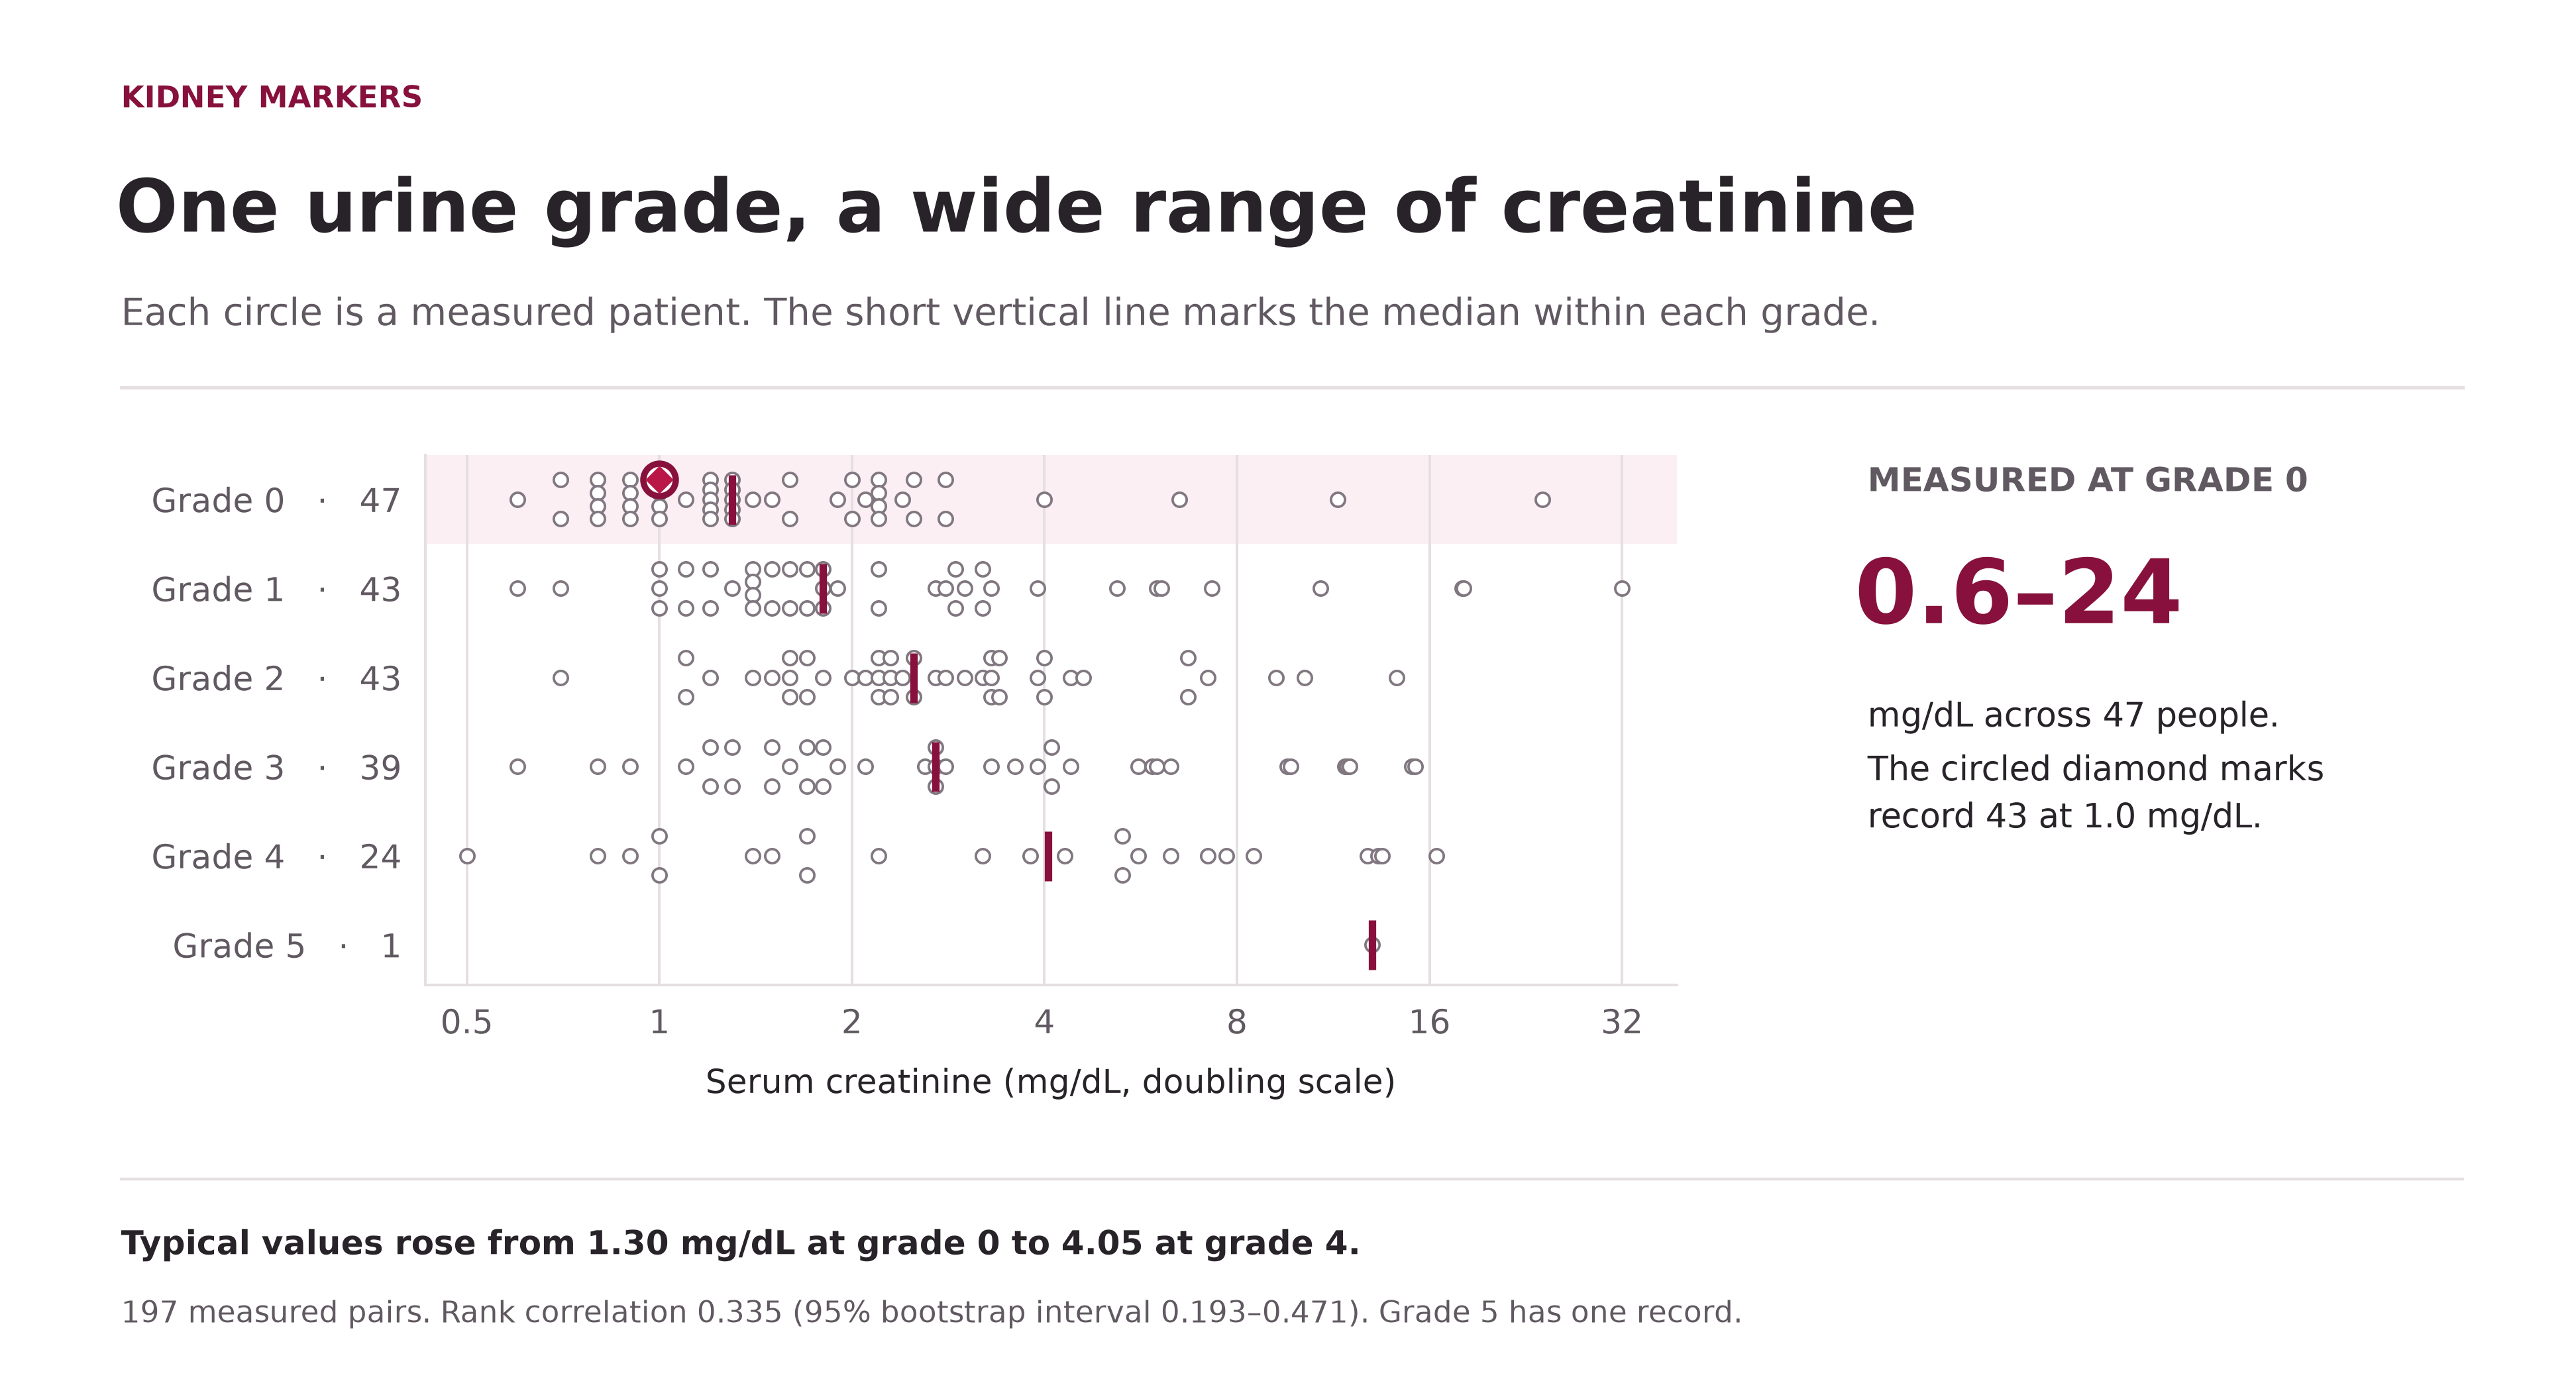 KIDNEY MARKERS
One urine grade, a wide range of creatinine
Each circle is a measured patient. The short vertical line marks the median within each grade.
Grade 0 · 47
Grade 1 · 43
Grade 2 · 43
Grade 3 · 39
Grade 4 · 24
Grade 5 · 1
0.5 1 2 4 8 16 32
Serum creatinine (mg/dL, doubling scale)
MEASURED AT GRADE 0
0.6–24
mg/dL across 47 people.
The circled diamond marks
record 43 at 1.0 mg/dL.
Typical values rose from 1.30 mg/dL at grade 0 to 4.05 at grade 4.
197 measured pairs. Rank correlation 0.335 (95% bootstrap interval 0.193–0.471). Grade 5 has one record.